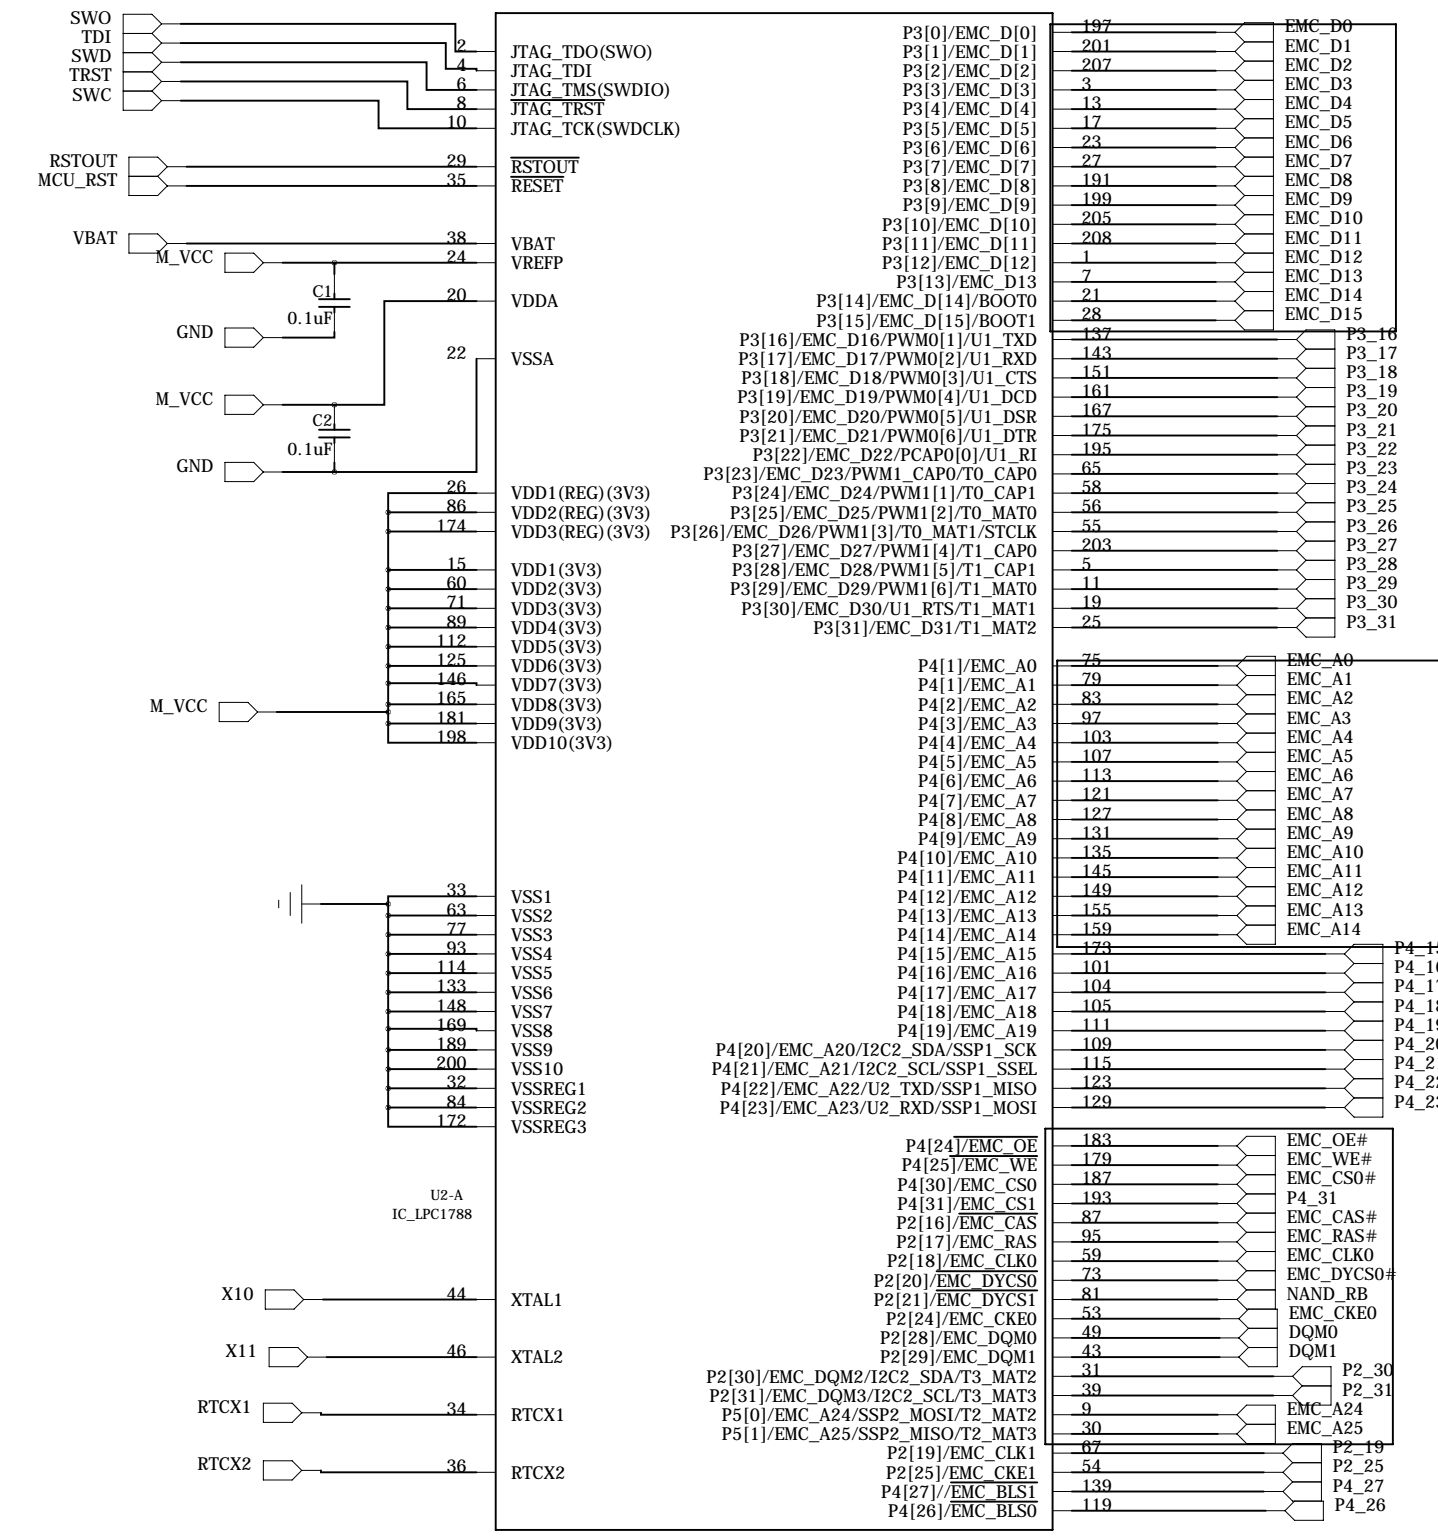 SWO
TDI
SWD
TRST
SWC
2 JTAG_TDO(SWO)
4 JTAG_TDI
6 JTAG_TMS(SWDIO)
8 JTAG_TRST
10 JTAG_TCK(SWDCLK)
RSTOUT 29 RSTOUT
MCU_RST 35 RESET
VBAT 38 VBAT
M_VCC 24 VREFP
C1
0.1uF
20 VDDA
GND
22 VSSA
M_VCC
C2
0.1uF
GND
26 VDD1(REG)(3V3)
86 VDD2(REG)(3V3)
174 VDD3(REG)(3V3)
15 VDD1(3V3)
60 VDD2(3V3)
71 VDD3(3V3)
89 VDD4(3V3)
112 VDD5(3V3)
125 VDD6(3V3)
146 VDD7(3V3)
165 VDD8(3V3)
181 VDD9(3V3)
198 VDD10(3V3)
M_VCC
33 VSS1
63 VSS2
77 VSS3
93 VSS4
114 VSS5
133 VSS6
148 VSS7
169 VSS8
189 VSS9
200 VSS10
32 VSSREG1
84 VSSREG2
172 VSSREG3
U2-A
IC_LPC1788
X10 44 XTAL1
X11 46 XTAL2
RTCX1 34 RTCX1
RTCX2 36 RTCX2
P3[0]/EMC_D[0] 197 EMC_D0
P3[1]/EMC_D[1] 201 EMC_D1
P3[2]/EMC_D[2] 207 EMC_D2
P3[3]/EMC_D[3] 3 EMC_D3
P3[4]/EMC_D[4] 13 EMC_D4
P3[5]/EMC_D[5] 17 EMC_D5
P3[6]/EMC_D[6] 23 EMC_D6
P3[7]/EMC_D[7] 27 EMC_D7
P3[8]/EMC_D[8] 191 EMC_D8
P3[9]/EMC_D[9] 199 EMC_D9
P3[10]/EMC_D[10] 205 EMC_D10
P3[11]/EMC_D[11] 208 EMC_D11
P3[12]/EMC_D[12] 1 EMC_D12
P3[13]/EMC_D13 7 EMC_D13
P3[14]/EMC_D[14]/BOOT0 21 EMC_D14
P3[15]/EMC_D[15]/BOOT1 28 EMC_D15
P3[16]/EMC_D16/PWM0[1]/U1_TXD 137 P3_16
P3[17]/EMC_D17/PWM0[2]/U1_RXD 143 P3_17
P3[18]/EMC_D18/PWM0[3]/U1_CTS 151 P3_18
P3[19]/EMC_D19/PWM0[4]/U1_DCD 161 P3_19
P3[20]/EMC_D20/PWM0[5]/U1_DSR 167 P3_20
P3[21]/EMC_D21/PWM0[6]/U1_DTR 175 P3_21
P3[22]/EMC_D22/PCAP0[0]/U1_RI 195 P3_22
P3[23]/EMC_D23/PWM1_CAP0/T0_CAP0 65 P3_23
P3[24]/EMC_D24/PWM1[1]/T0_CAP1 58 P3_24
P3[25]/EMC_D25/PWM1[2]/T0_MAT0 56 P3_25
P3[26]/EMC_D26/PWM1[3]/T0_MAT1/STCLK 55 P3_26
P3[27]/EMC_D27/PWM1[4]/T1_CAP0 203 P3_27
P3[28]/EMC_D28/PWM1[5]/T1_CAP1 5 P3_28
P3[29]/EMC_D29/PWM1[6]/T1_MAT0 11 P3_29
P3[30]/EMC_D30/U1_RTS/T1_MAT1 19 P3_30
P3[31]/EMC_D31/T1_MAT2 25 P3_31
P4[1]/EMC_A0 75 EMC_A0
P4[1]/EMC_A1 79 EMC_A1
P4[2]/EMC_A2 83 EMC_A2
P4[3]/EMC_A3 97 EMC_A3
P4[4]/EMC_A4 103 EMC_A4
P4[5]/EMC_A5 107 EMC_A5
P4[6]/EMC_A6 113 EMC_A6
P4[7]/EMC_A7 121 EMC_A7
P4[8]/EMC_A8 127 EMC_A8
P4[9]/EMC_A9 131 EMC_A9
P4[10]/EMC_A10 135 EMC_A10
P4[11]/EMC_A11 145 EMC_A11
P4[12]/EMC_A12 149 EMC_A12
P4[13]/EMC_A13 155 EMC_A13
P4[14]/EMC_A14 159 EMC_A14
P4[15]/EMC_A15 173 P4_15
P4[16]/EMC_A16 101 P4_16
P4[17]/EMC_A17 104 P4_17
P4[18]/EMC_A18 105 P4_18
P4[19]/EMC_A19 111 P4_19
P4[20]/EMC_A20/I2C2_SDA/SSP1_SCK 109 P4_20
P4[21]/EMC_A21/I2C2_SCL/SSP1_SSEL 115 P4_21
P4[22]/EMC_A22/U2_TXD/SSP1_MISO 123 P4_22
P4[23]/EMC_A23/U2_RXD/SSP1_MOSI 129 P4_23
P4[24]/EMC_OE 183 EMC_OE#
P4[25]/EMC_WE 179 EMC_WE#
P4[30]/EMC_CS0 187 EMC_CS0#
P4[31]/EMC_CS1 193 P4_31
P2[16]/EMC_CAS 87 EMC_CAS#
P2[17]/EMC_RAS 95 EMC_RAS#
P2[18]/EMC_CLK0 59 EMC_CLK0
P2[20]/EMC_DYCS0 73 EMC_DYCS0#
P2[21]/EMC_DYCS1 81 NAND_RB
P2[24]/EMC_CKE0 53 EMC_CKE0
P2[28]/EMC_DQM0 49 DQM0
P2[29]/EMC_DQM1 43 DQM1
P2[30]/EMC_DQM2/I2C2_SDA/T3_MAT2 31 P2_30
P2[31]/EMC_DQM3/I2C2_SCL/T3_MAT3 39 P2_31
P5[0]/EMC_A24/SSP2_MOSI/T2_MAT2 9 EMC_A24
P5[1]/EMC_A25/SSP2_MISO/T2_MAT3 30 EMC_A25
P2[19]/EMC_CLK1 67 P2_19
P2[25]/EMC_CKE1 54 P2_25
P4[27]//EMC_BLS1 139 P4_27
P4[26]/EMC_BLS0 119 P4_26